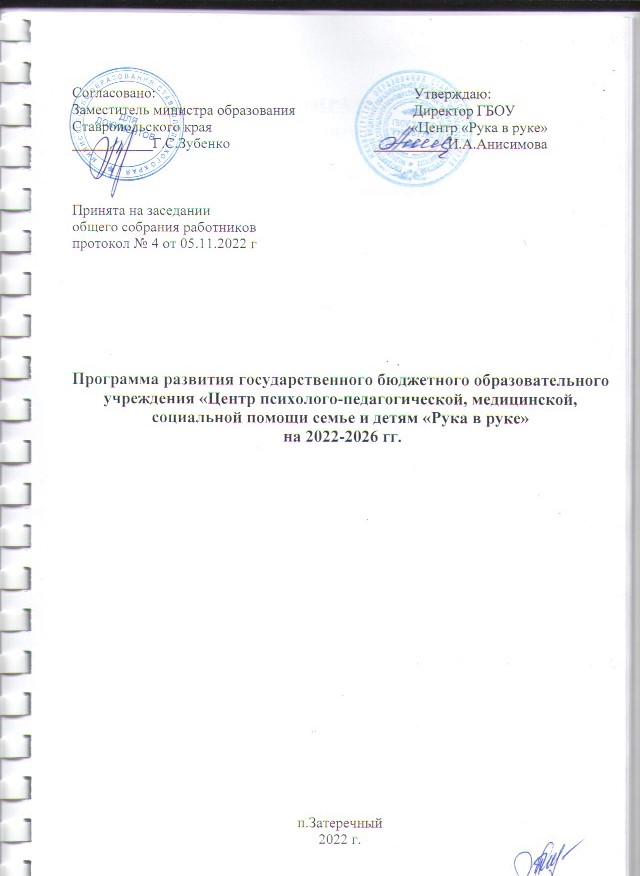 Согласовано:
Заместитель министра образования
Ставропольского края
Г.С.Зубенко
Утверждаю:
Директор ГБОУ
«Центр «Рука в руке»
И.А.Анисимова
ДЛЯ
ДОКУМЕНТОВ
Принята на заседании
общего собрания работников
протокол № 4 от 05.11.2022 г
Программа развития государственного бюджетного образовательного
учреждения «Центр психолого-педагогической, медицинской,
социальной помощи семье и детям «Рука в руке»
на 2022-2026 гг.
п.Затеречный
2022 г.